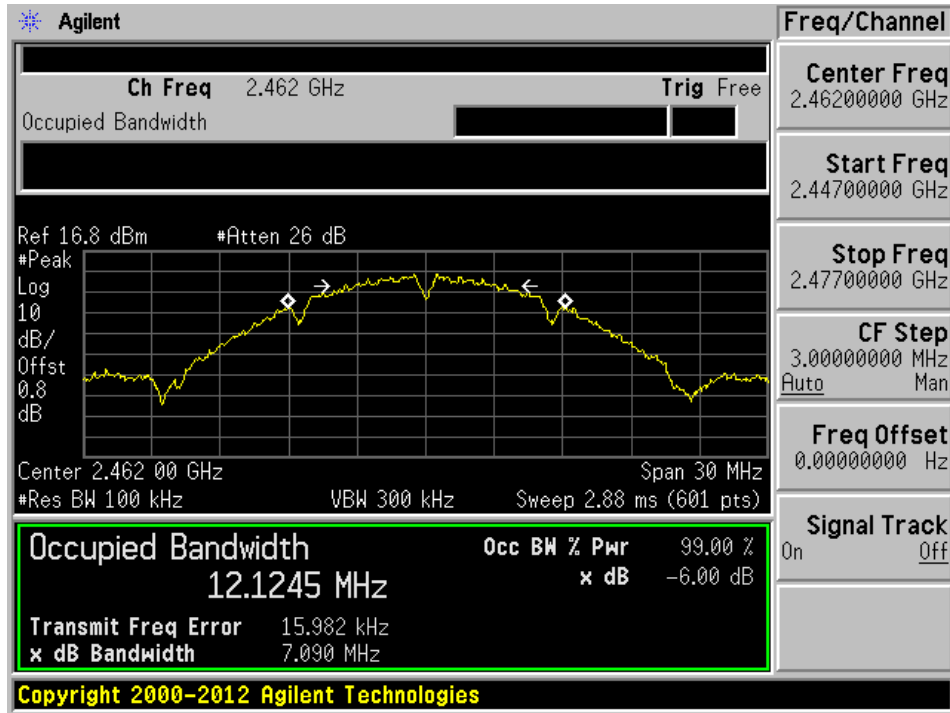 Agilent
Freq/Channel
Ch Freq 2.462 GHz Trig Free
Occupied Bandwidth
Center Freq
2.46200000 GHz
Start Freq
2.44700000 GHz
Stop Freq
2.47700000 GHz
CF Step
3.00000000 MHz
Auto Man
Freq Offset
0.00000000 Hz
Signal Track
On Off
Ref 16.8 dBm #Atten 26 dB
#Peak
Log
10
dB/
Offst
0.8
dB
Center 2.462 00 GHz Span 30 MHz
#Res BW 100 kHz VBW 300 kHz Sweep 2.88 ms (601 pts)
Occupied Bandwidth Occ BW % Pwr 99.00 %
12.1245 MHz x dB -6.00 dB
Transmit Freq Error 15.982 kHz
x dB Bandwidth 7.090 MHz
Copyright 2000-2012 Agilent Technologies